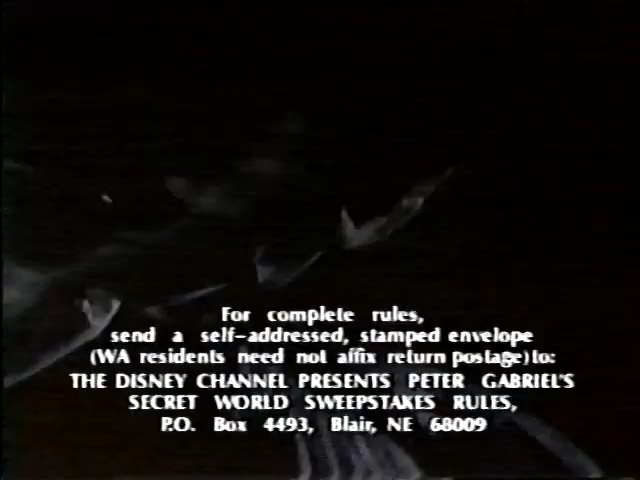 For complete rules,
send a self-addressed, stamped envelope
(WA residents need not affix return postage) to:
THE DISNEY CHANNEL PRESENTS PETER GABRIEL'S
SECRET WORLD SWEEPSTAKES RULES,
P.O. Box 4493, Blair, NE 68009